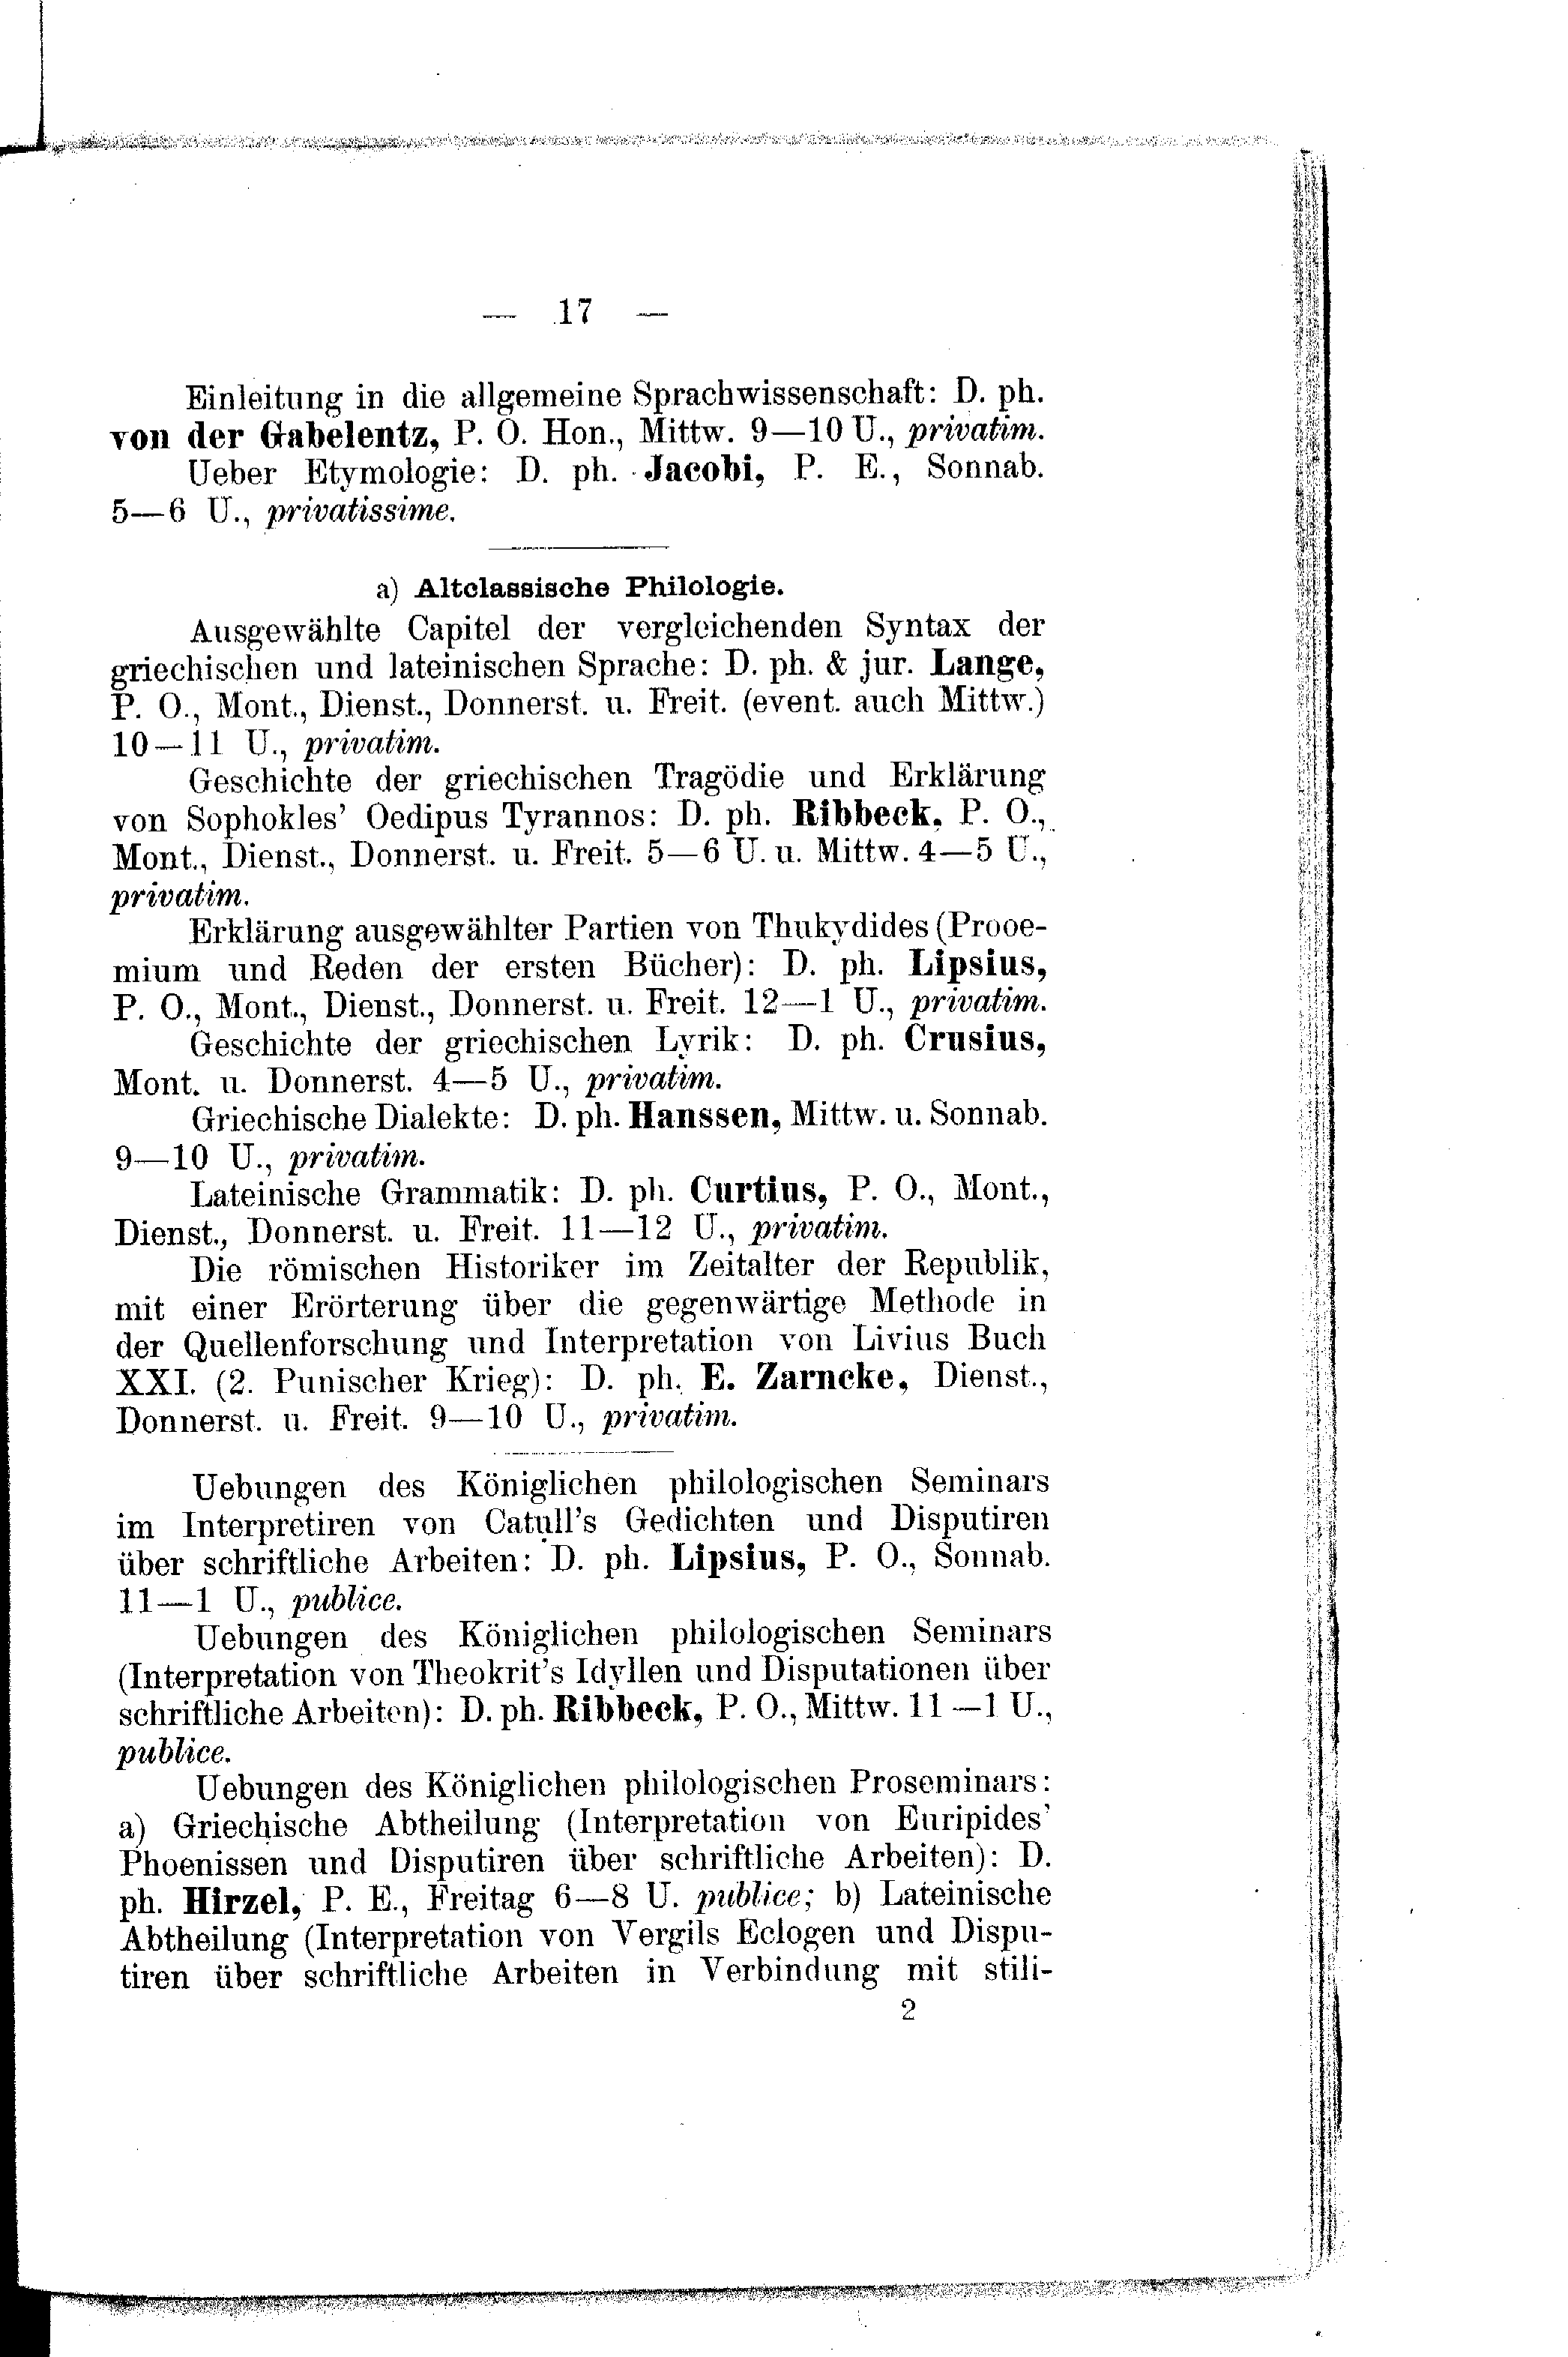 — 17 —
Einleitung in die allgemeine Sprachwissenschaft: D. ph.
von der Gabelentz, P. O. Hon., Mittw. 9—10 U., privatim.
Ueber Etymologie: D. ph. Jacobi, P. E., Sonnab.
5—6 U., privatissime.
a) Altclassische Philologie.
Ausgewählte Capitel der vergleichenden Syntax der
griechischen und lateinischen Sprache: D. ph. & jur. Lange,
P. O., Mont., Dienst., Donnerst. u. Freit. (event. auch Mittw.)
10—11 U., privatim.
Geschichte der griechischen Tragödie und Erklärung
von Sophokles' Oedipus Tyrannos: D. ph. Ribbeck, P. O.,
Mont., Dienst., Donnerst. u. Freit. 5—6 U. u. Mittw. 4—5 U.,
privatim.
Erklärung ausgewählter Partien von Thukydides (Prooe-
mium und Reden der ersten Bücher): D. ph. Lipsius,
P. O., Mont., Dienst., Donnerst. u. Freit. 12—1 U., privatim.
Geschichte der griechischen Lyrik: D. ph. Crusius,
Mont. u. Donnerst. 4—5 U., privatim.
Griechische Dialekte: D. ph. Hanssen, Mittw. u. Sonnab.
9—10 U., privatim.
Lateinische Grammatik: D. ph. Curtius, P. O., Mont.,
Dienst., Donnerst. u. Freit. 11—12 U., privatim.
Die römischen Historiker im Zeitalter der Republik,
mit einer Erörterung über die gegenwärtige Methode in
der Quellenforschung und Interpretation von Livius Buch
XXI. (2. Punischer Krieg): D. ph. E. Zarncke, Dienst.,
Donnerst. u. Freit. 9—10 U., privatim.
Uebungen des Königlichen philologischen Seminars
im Interpretiren von Catull's Gedichten und Disputiren
über schriftliche Arbeiten: D. ph. Lipsius, P. O., Sonnab.
11—1 U., publice.
Uebungen des Königlichen philologischen Seminars
(Interpretation von Theokrit's Idyllen und Disputationen über
schriftliche Arbeiten): D. ph. Ribbeck, P. O., Mittw. 11—1 U.,
publice.
Uebungen des Königlichen philologischen Proseminars:
a) Griechische Abtheilung (Interpretation von Euripides'
Phoenissen und Disputiren über schriftliche Arbeiten): D.
ph. Hirzel, P. E., Freitag 6—8 U. publice; b) Lateinische
Abtheilung (Interpretation von Vergils Eclogen und Dispu-
tiren über schriftliche Arbeiten in Verbindung mit stili-
2